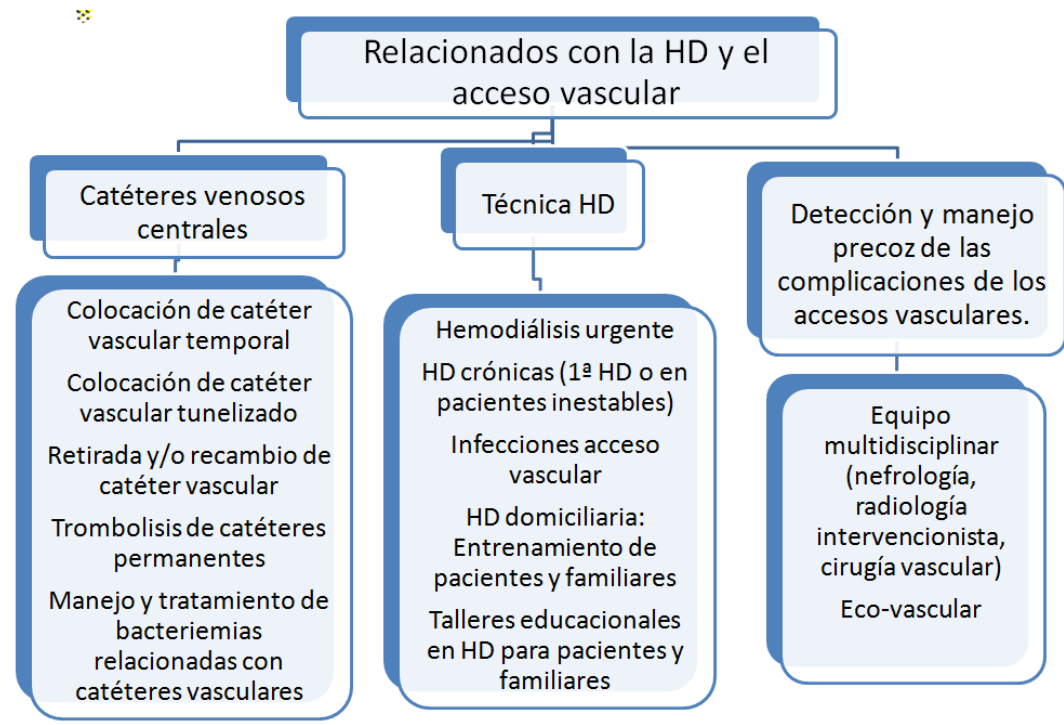 Relacionados con la HD y el
acceso vascular
Catéteres venosos
centrales
Colocación de catéter
vascular temporal
Colocación de catéter
vascular tunelizado
Retirada y/o recambio de
catéter vascular
Trombolisis de catéteres
permanentes
Manejo y tratamiento de
bacteriemias
relacionadas con
catéteres vasculares
Técnica HD
Hemodiálisis urgente
HD crónicas (1ª HD o en
pacientes inestables)
Infecciones acceso
vascular
HD domiciliaria:
Entrenamiento de
pacientes y familiares
Talleres educacionales
en HD para pacientes y
familiares
Detección y manejo
precoz de las
complicaciones de los
accesos vasculares.
Equipo
multidisciplinar
(nefrología,
radiología
intervencionista,
cirugía vascular)
Eco-vascular